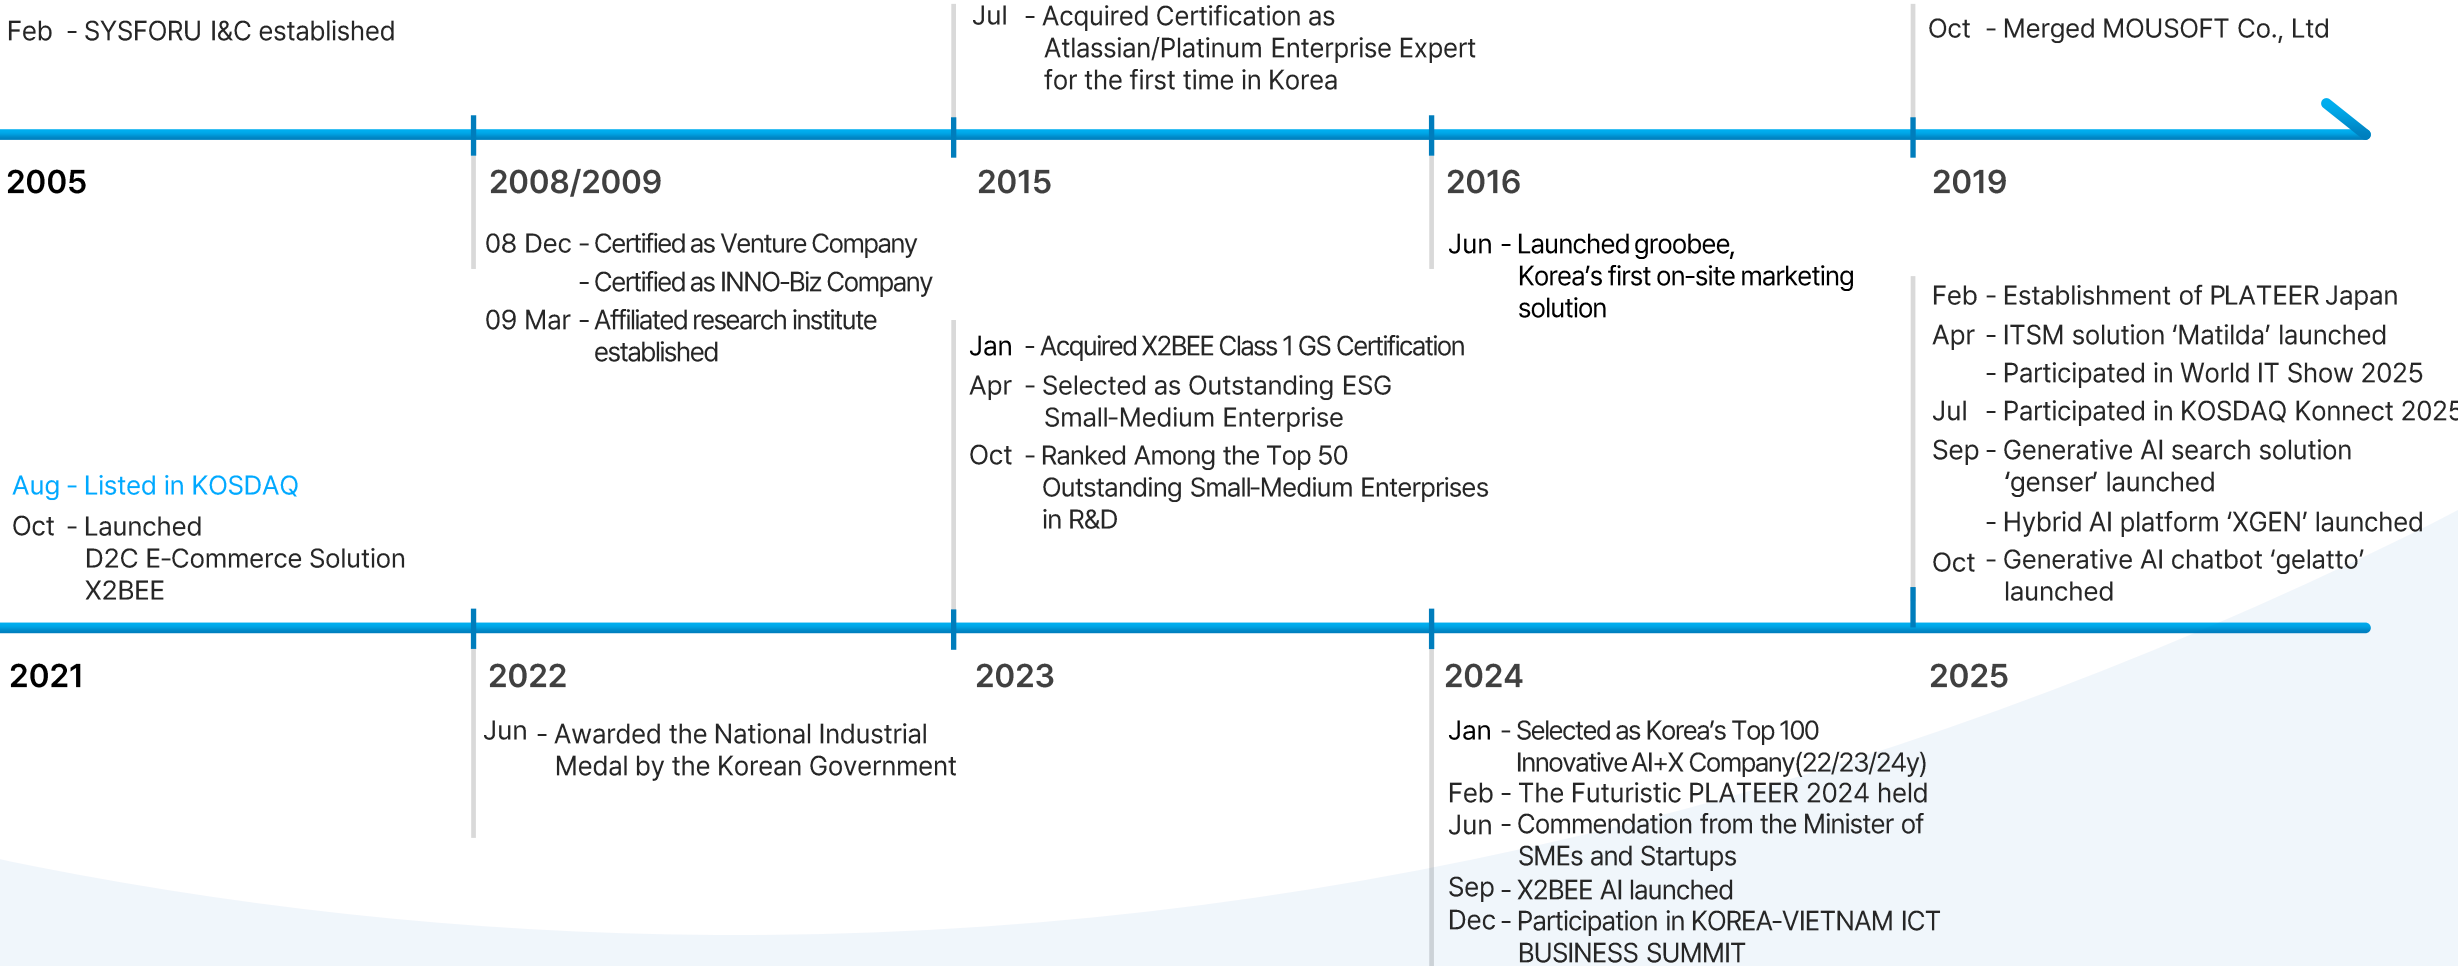 Feb - SYSFORU I&C established
Jul - Acquired Certification as
Atlassian/Platinum Enterprise Expert
for the first time in Korea
Oct - Merged MOUSOFT Co., Ltd
2005
2008/2009
2015
2016
2019
08 Dec - Certified as Venture Company
- Certified as INNO-Biz Company
09 Mar - Affiliated research institute
established
Jun - Launched groobee,
Korea's first on-site marketing
solution
Aug - Listed in KOSDAQ
Oct - Launched
D2C E-Commerce Solution
X2BEE
Jan - Acquired X2BEE Class 1 GS Certification
Apr - Selected as Outstanding ESG
Small-Medium Enterprise
Oct - Ranked Among the Top 50
Outstanding Small-Medium Enterprises
in R&D
Feb - Establishment of PLATEER Japan
Apr - ITSM solution ‘Matilda’ launched
- Participated in World IT Show 2025
Jul - Participated in KOSDAQ Konnect 2025
Sep - Generative AI search solution
‘genser’ launched
- Hybrid AI platform ‘XGEN’ launched
Oct - Generative AI chatbot ‘gelatto’
launched
2021
2022
2023
2024
2025
Jun - Awarded the National Industrial
Medal by the Korean Government
Jan - Selected as Korea's Top 100
Innovative AI+X Company(22/23/24y)
Feb - The Futuristic PLATEER 2024 held
Jun - Commendation from the Minister of
SMEs and Startups
Sep - X2BEE AI launched
Dec - Participation in KOREA-VIETNAM ICT
BUSINESS SUMMIT